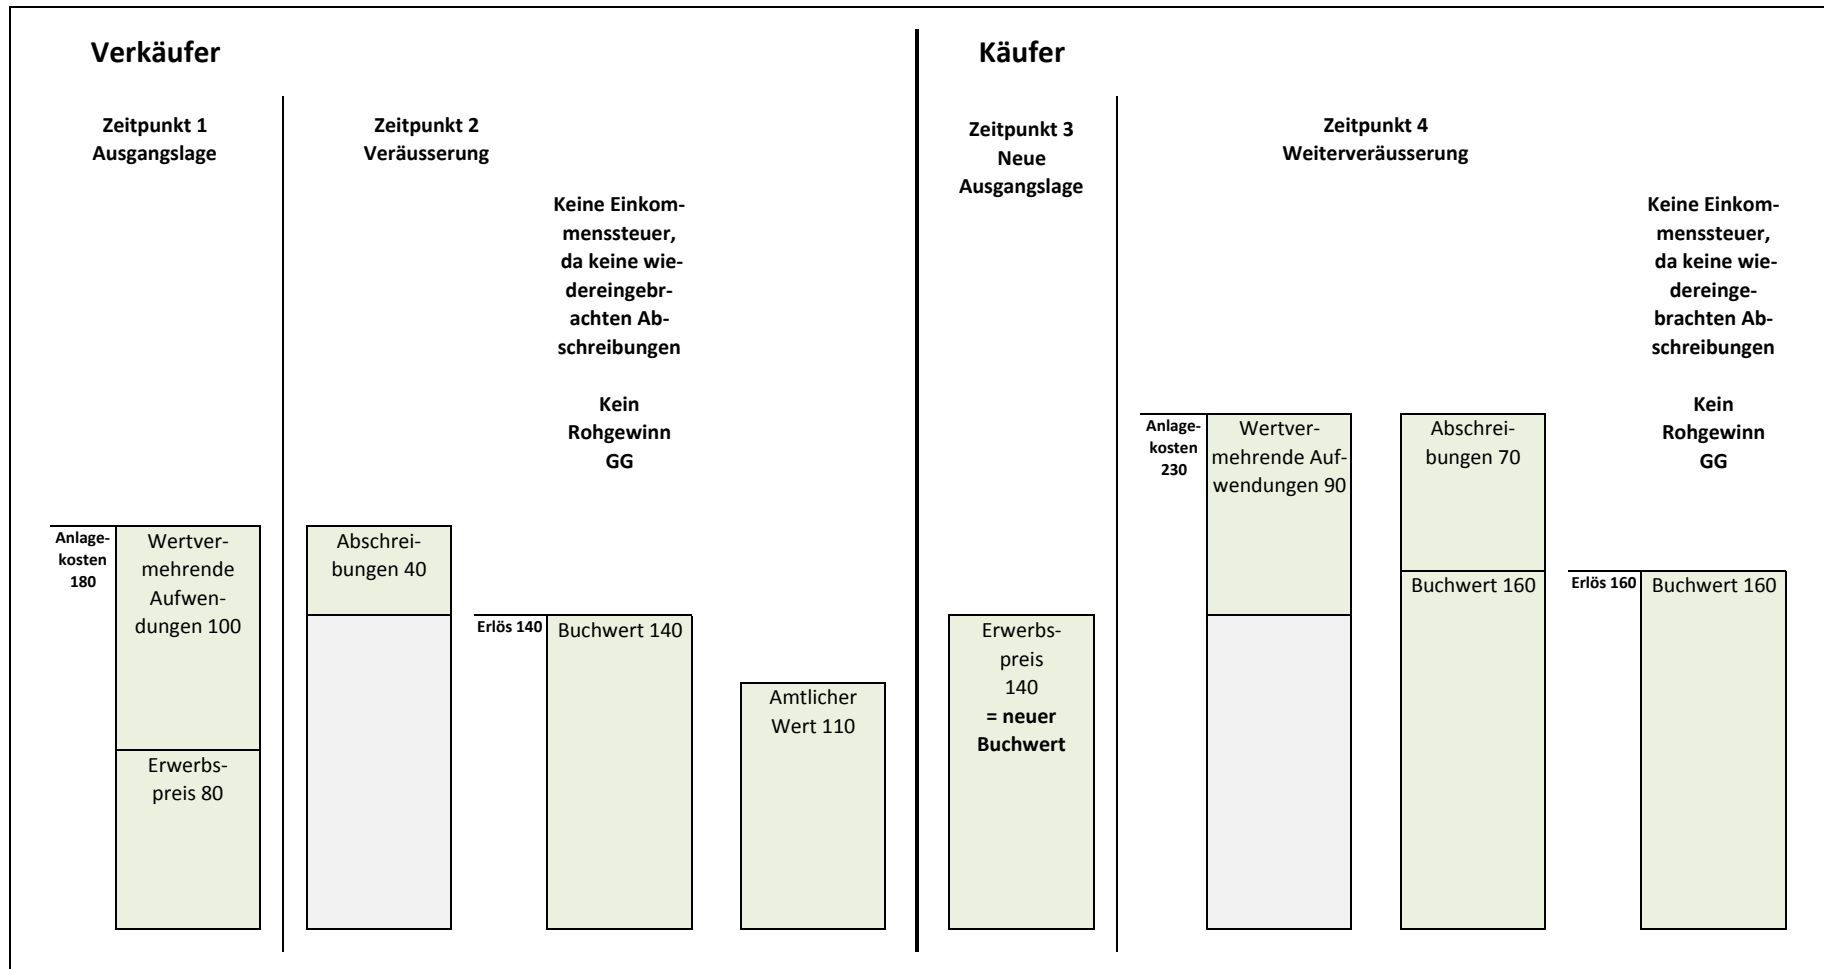 Verkäufer
Zeitpunkt 1
Ausgangslage
Zeitpunkt 2
Veräusserung
Keine Einkom-
menssteuer,
da keine wie-
dereingebr-
achten Ab-
schreibungen
Kein
Rohgewinn
GG
Anlage-
kosten
180
Wertver-
mehrende
Aufwen-
dungen 100
Erwerbs-
preis 80
Abschrei-
bungen 40
Erlös 140
Buchwert 140
Amtlicher
Wert 110
Käufer
Zeitpunkt 3
Neue
Ausgangslage
Erwerbs-
preis
140
= neuer
Buchwert
Zeitpunkt 4
Weiterveräusserung
Keine Einkom-
menssteuer,
da keine wie-
dereinge-
brachten Ab-
schreibungen
Kein
Rohgewinn
GG
Anlage-
kosten
230
Wertver-
mehrende Auf-
wendungen 90
Abschrei-
bungen 70
Buchwert 160
Erlös 160
Buchwert 160